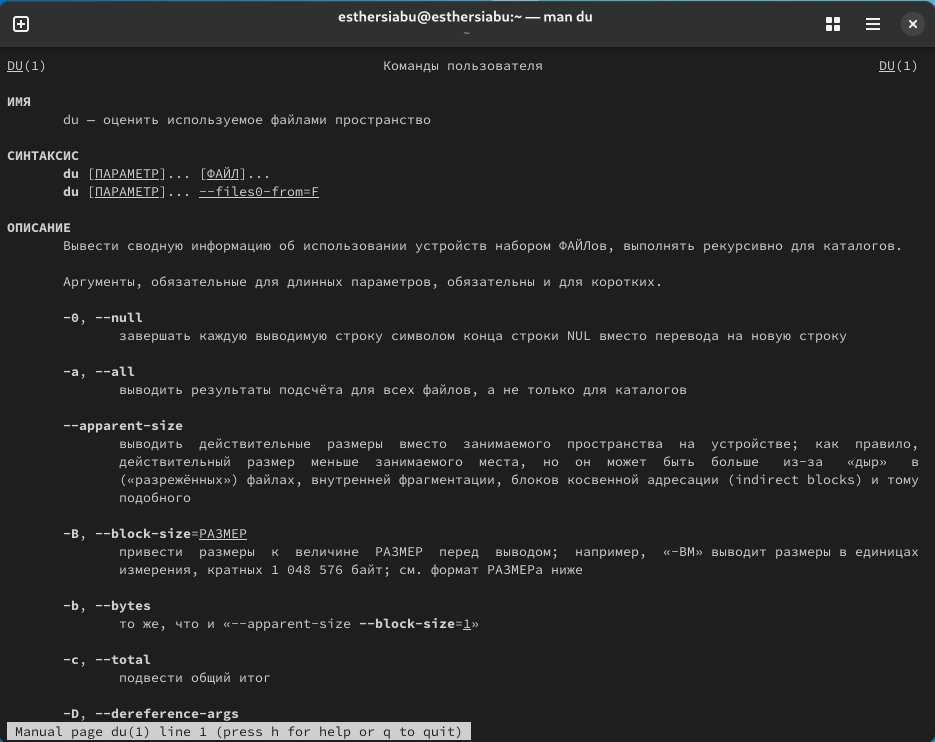 esthersiabu@esthersiabu:~ — man du
~
DU(1) Команды пользователя DU(1)
ИМЯ
du – оценить используемое файлами пространство
СИНТАКСИС
du [ПАРАМЕТР]... [ФАЙЛ]...
du [ПАРАМЕТР]... --files0-from=F
ОПИСАНИЕ
Вывести сводную информацию об использовании устройств набором ФАЙЛов, выполнять рекурсивно для каталогов.
Аргументы, обязательные для длинных параметров, обязательны и для коротких.
-0, --null
завершать каждую выводимую строку символом конца строки NUL вместо перевода на новую строку
-a, --all
выводить результаты подсчёта для всех файлов, а не только для каталогов
--apparent-size
выводить действительные размеры вместо занимаемого пространства на устройстве; как правило,
действительный размер меньше занимаемого места, но он может быть больше из-за «дыр» в
(«разрежённых») файлах, внутренней фрагментации, блоков косвенной адресации (indirect blocks) и тому
подобного
-B, --block-size=РАЗМЕР
привести размеры к величине РАЗМЕР перед выводом; например, «-BM» выводит размеры в единицах
измерения, кратных 1 048 576 байт; см. формат РАЗМЕРа ниже
-b, --bytes
то же, что и «--apparent-size --block-size=1»
-c, --total
подвести общий итог
-D, --dereference-args
Manual page du(1) line 1 (press h for help or q to quit)